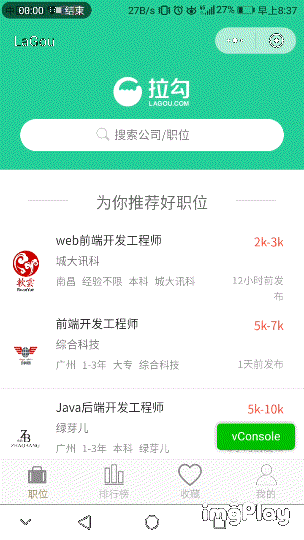 00:00 结束 27B/s 27% 早上8:37
LaGou
拉勾
LAGOU.COM
搜索公司/职位
为你推荐好职位
web前端开发工程师 2k-3k
城大讯科
南昌 经验不限 本科 城大讯科 12小时前发布
前端开发工程师 5k-7k
综合科技
广州 1-3年 大专 综合科技 1天前发布
Java后端开发工程师 5k-10k
绿芽儿
广州 1-3年 本科 绿芽儿
vConsole
职位 排行榜 收藏 我的
imgPlay